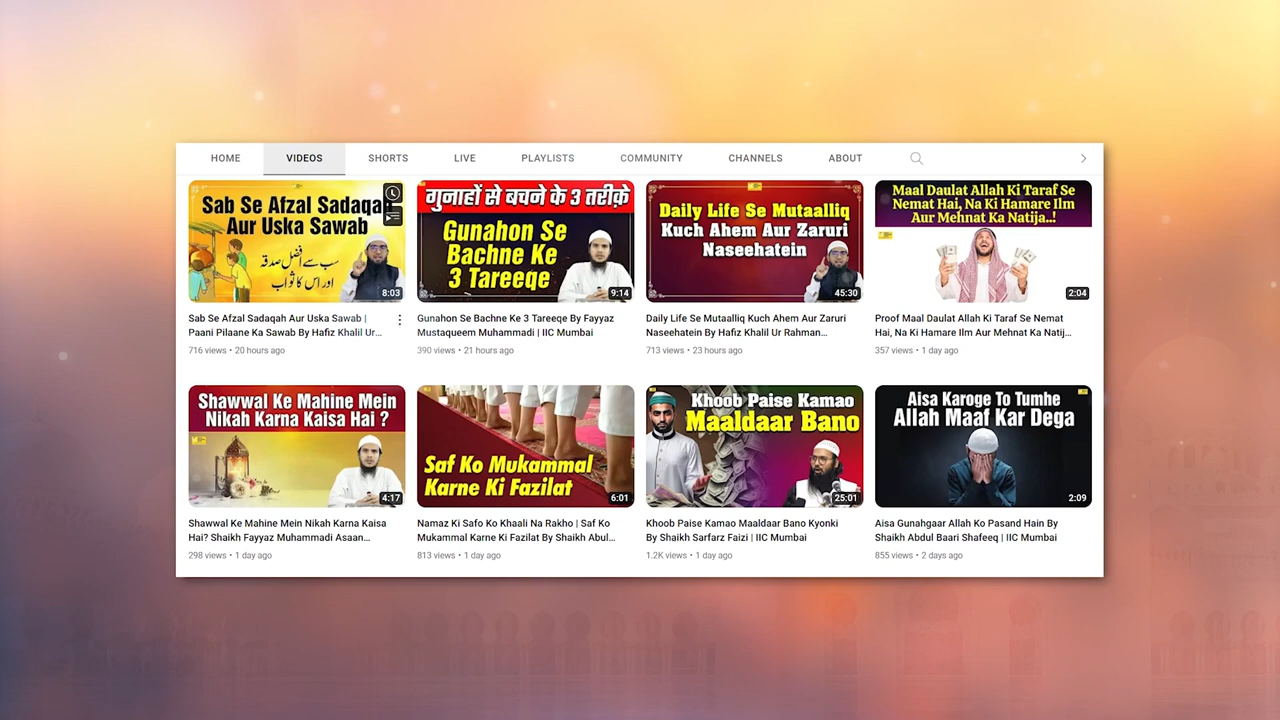 HOME VIDEOS SHORTS LIVE PLAYLISTS COMMUNITY CHANNELS ABOUT
Sab Se Afzal Sadaqah
Aur Uska Sawab
سب سے افضل صدقہ
اور اس کا ثواب
8:03
गुनाहों से बचने के 3 तरीक़े
Gunahon Se
Bachne Ke
3 Tareeqe
9:14
Daily Life Se Mutaalliq
Kuch Ahem Aur Zaruri
Naseehatein
45:30
Maal Daulat Allah Ki Taraf Se
Nemat Hai, Na Ki Hamare Ilm
Aur Mehnat Ka Natija..!
2:04
Sab Se Afzal Sadaqah Aur Uska Sawab |
Paani Pilaane Ka Sawab By Hafiz Khalil Ur...
716 views • 20 hours ago
Gunahon Se Bachne Ke 3 Tareeqe By Fayyaz
Mustaqueem Muhammadi | IIC Mumbai
390 views • 21 hours ago
Daily Life Se Mutaalliq Kuch Ahem Aur Zaruri
Naseehatein By Hafiz Khalil Ur Rahman...
713 views • 23 hours ago
Proof Maal Daulat Allah Ki Taraf Se Nemat
Hai, Na Ki Hamare Ilm Aur Mehnat Ka Natij...
357 views • 1 day ago
Shawwal Ke Mahine Mein
Nikah Karna Kaisa Hai ?
4:17
Saf Ko Mukammal
Karne Ki Fazilat
6:01
Khoob Paise Kamao
Maaldaar Bano
25:01
Aisa Karoge To Tumhe
Allah Maaf Kar Dega
2:09
Shawwal Ke Mahine Mein Nikah Karna Kaisa
Hai? Shaikh Fayyaz Muhammadi Asaan...
298 views • 1 day ago
Namaz Ki Safo Ko Khaali Na Rakho | Saf Ko
Mukammal Karne Ki Fazilat By Shaikh Abul...
813 views • 1 day ago
Khoob Paise Kamao Maaldaar Bano Kyonki
By Shaikh Sarfarz Faizi | IIC Mumbai
1.2K views • 1 day ago
Aisa Gunahgaar Allah Ko Pasand Hain By
Shaikh Abdul Baari Shafeeq | IIC Mumbai
855 views • 2 days ago